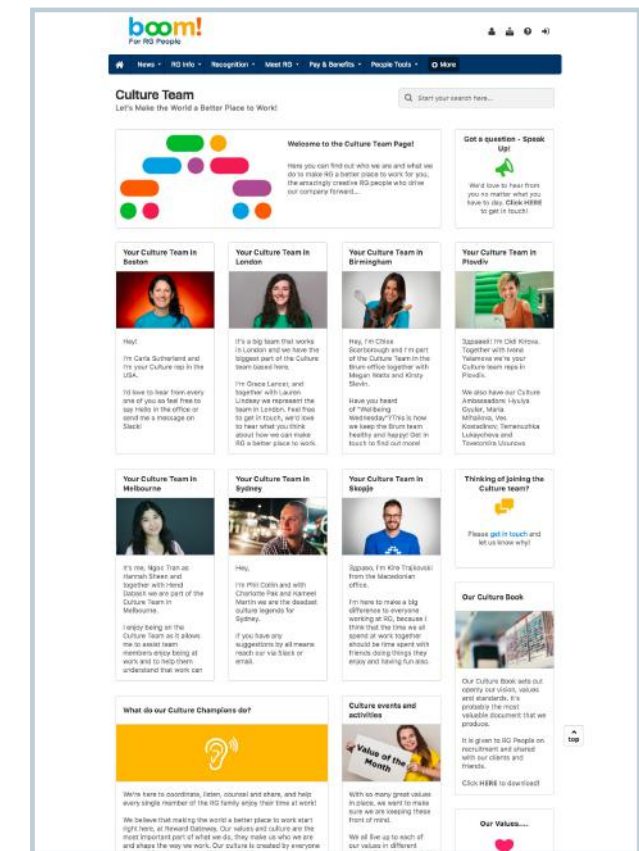 boom!
For RG People
News
RG Info
Recognition
Meet RG
Pay & Benefits
People Tools
More
Culture Team
Let's Make the World a Better Place to Work!
Start your search here...
Welcome to the Culture Team Page!
Here you can find out who we are and what we
do to make RG a better place to work for you,
the amazingly creative RG people who drive
our company forward....
Got a question - Speak
Up!
We'd love to hear from
you no matter what you
have to day. Click HERE
to get in touch!
Your Culture Team in
Boston
Hey!
I'm Carla Sutherland and
I'm your Culture rep in the
USA.
I'd love to hear from every
one of you so feel free to
say Hello in the office or
send me a message on
Slack!
Your Culture Team in
London
It's a big team that works
in London and we have the
biggest part of the Culture
team based here.
I'm Grace Lancer, and
together with Lauren
Lindsey we represent the
team in London. Feel free
to get in touch, we'd love
to hear what you think
about how we can make
RG a better place to work.
Your Culture Team in
Birmingham
Hey, I'm Chloe
Scarborough and I'm part
of the Culture Team in the
Brum office together with
Megan Watts and Kirsty
Slevin.
Have you heard
of "Wellbeing
Wednesday"?This is how
we keep the Brum team
healthy and happy! Get in
touch to find out more!
Your Culture Team in
Plovdiv
Здравей! I'm Didi Kirova.
Together with Ivona
Yelamova we're your
Culture team reps in
Plovdiv.
We also have our Culture
Ambassadors! Hyulya
Gyuler, Maria
Mihailova, Ves
Kostadinov, Temenuzhka
Lukaycheva and
Tsvetomira Uzunova
Your Culture Team in
Melbourne
It's me, Ngoc Tran as
Hannah Sheen and
together with Hend
Dabash we are part of the
Culture Team in
Melbourne.
I enjoy being on the
Culture Team as it allows
me to assist team
members enjoy being at
work and to help them
understand that work can
Your Culture Team in
Sydney
Hey,
I'm Phil Collin and with
Charlotte Pak and Kameel
Martin we are the deadset
culture legends for
Sydney.
If you have any
suggestions by all means
reach our via Slack or
email.
Your Culture Team in
Skopje
Здраво, I'm Kire Trajkovski
from the Macedonian
office.
I'm here to make a big
difference to everyone
working at RG, because I
think that the time we all
spend at work together
should be time spent with
friends doing things they
enjoy and having fun also.
Thinking of joining the
Culture team?
Please get in touch and
let us know why!
Our Culture Book
Our Culture Book sets out
openly our vision, values
and standards. It's
probably the most
valuable document that we
produce.
It is given to RG People on
recruitment and shared
with our clients and
friends.
Click HERE to download!
What do our Culture Champions do?
We're here to coordinate, listen, counsel and share, and help
every single member of the RG family enjoy their time at work!
We believe that making the world a better place to work start
right here, at Reward Gateway. Our values and culture are the
most important part of what we do, they make us who we are
and shape the way we work. Our culture is created by everyone
Culture events and
activities
Value of the
Month
With so many great values
in place, we want to make
sure we are keeping these
front of mind.
We all live up to each of
our values in different
top
Our Values....